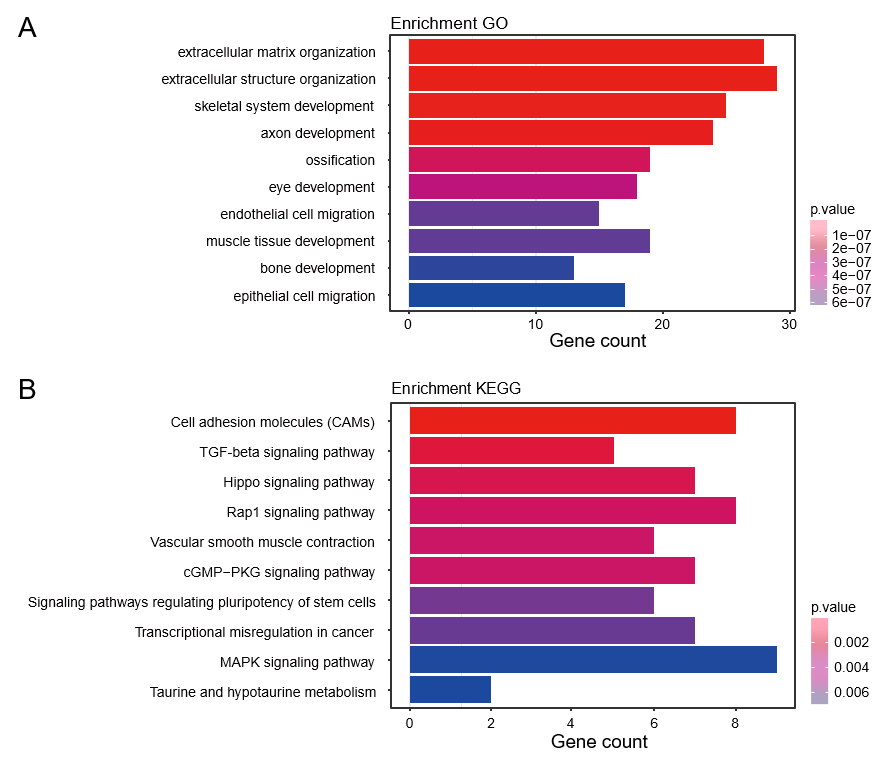 A
Enrichment GO
extracellular matrix organization
extracellular structure organization
skeletal system development
axon development
ossification
eye development
endothelial cell migration
muscle tissue development
bone development
epithelial cell migration
0 10 20 30
Gene count
p.value
1e−07
2e−07
3e−07
4e−07
5e−07
6e−07
B
Enrichment KEGG
Cell adhesion molecules (CAMs)
TGF-beta signaling pathway
Hippo signaling pathway
Rap1 signaling pathway
Vascular smooth muscle contraction
cGMP−PKG signaling pathway
Signaling pathways regulating pluripotency of stem cells
Transcriptional misregulation in cancer
MAPK signaling pathway
Taurine and hypotaurine metabolism
0 2 4 6 8
Gene count
p.value
0.002
0.004
0.006